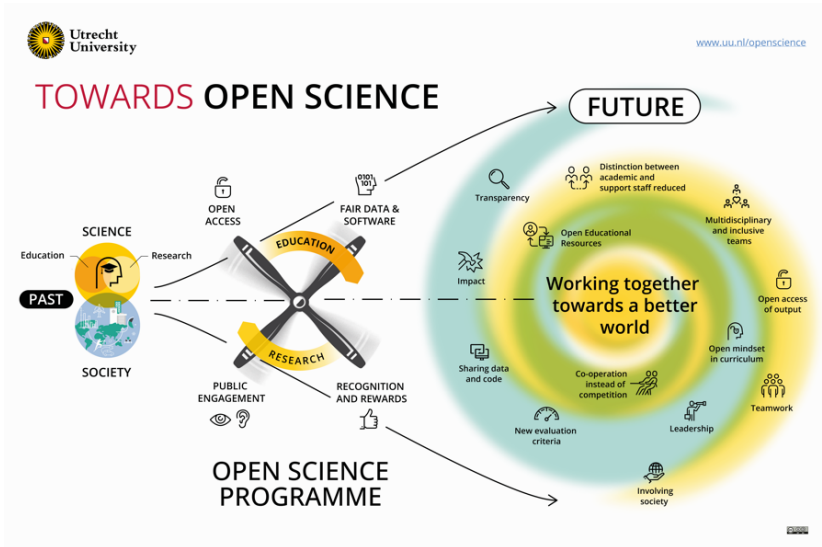 Utrecht
University
www.uu.nl/openscience
TOWARDS OPEN SCIENCE
FUTURE
SCIENCE
Education
Research
PAST
SOCIETY
OPEN
ACCESS
FAIR DATA &
SOFTWARE
0101
101
EDUCATION
RESEARCH
PUBLIC
ENGAGEMENT
RECOGNITION
AND REWARDS
OPEN SCIENCE
PROGRAMME
Transparency
Distinction between
academic and
support staff reduced
Multidisciplinary
and inclusive
teams
Open Educational
Resources
Impact
Working together
towards a better
world
Open access
of output
Open mindset
in curriculum
Sharing data
and code
Co-operation
instead of
competition
Teamwork
New evaluation
criteria
Leadership
Involving
society